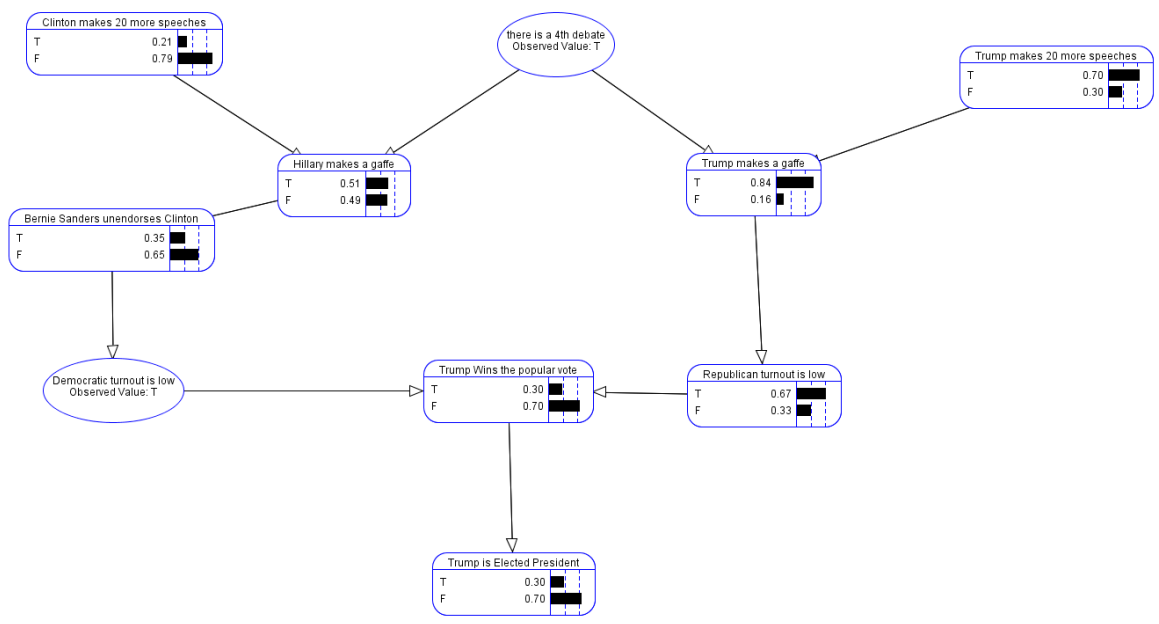 Clinton makes 20 more speeches
T 0.21
F 0.79
there is a 4th debate
Observed Value: T
Trump makes 20 more speeches
T 0.70
F 0.30
Hillary makes a gaffe
T 0.51
F 0.49
Trump makes a gaffe
T 0.84
F 0.16
Bernie Sanders unendorses Clinton
T 0.35
F 0.65
Democratic turnout is low
Observed Value: T
Trump Wins the popular vote
T 0.30
F 0.70
Republican turnout is low
T 0.67
F 0.33
Trump is Elected President
T 0.30
F 0.70